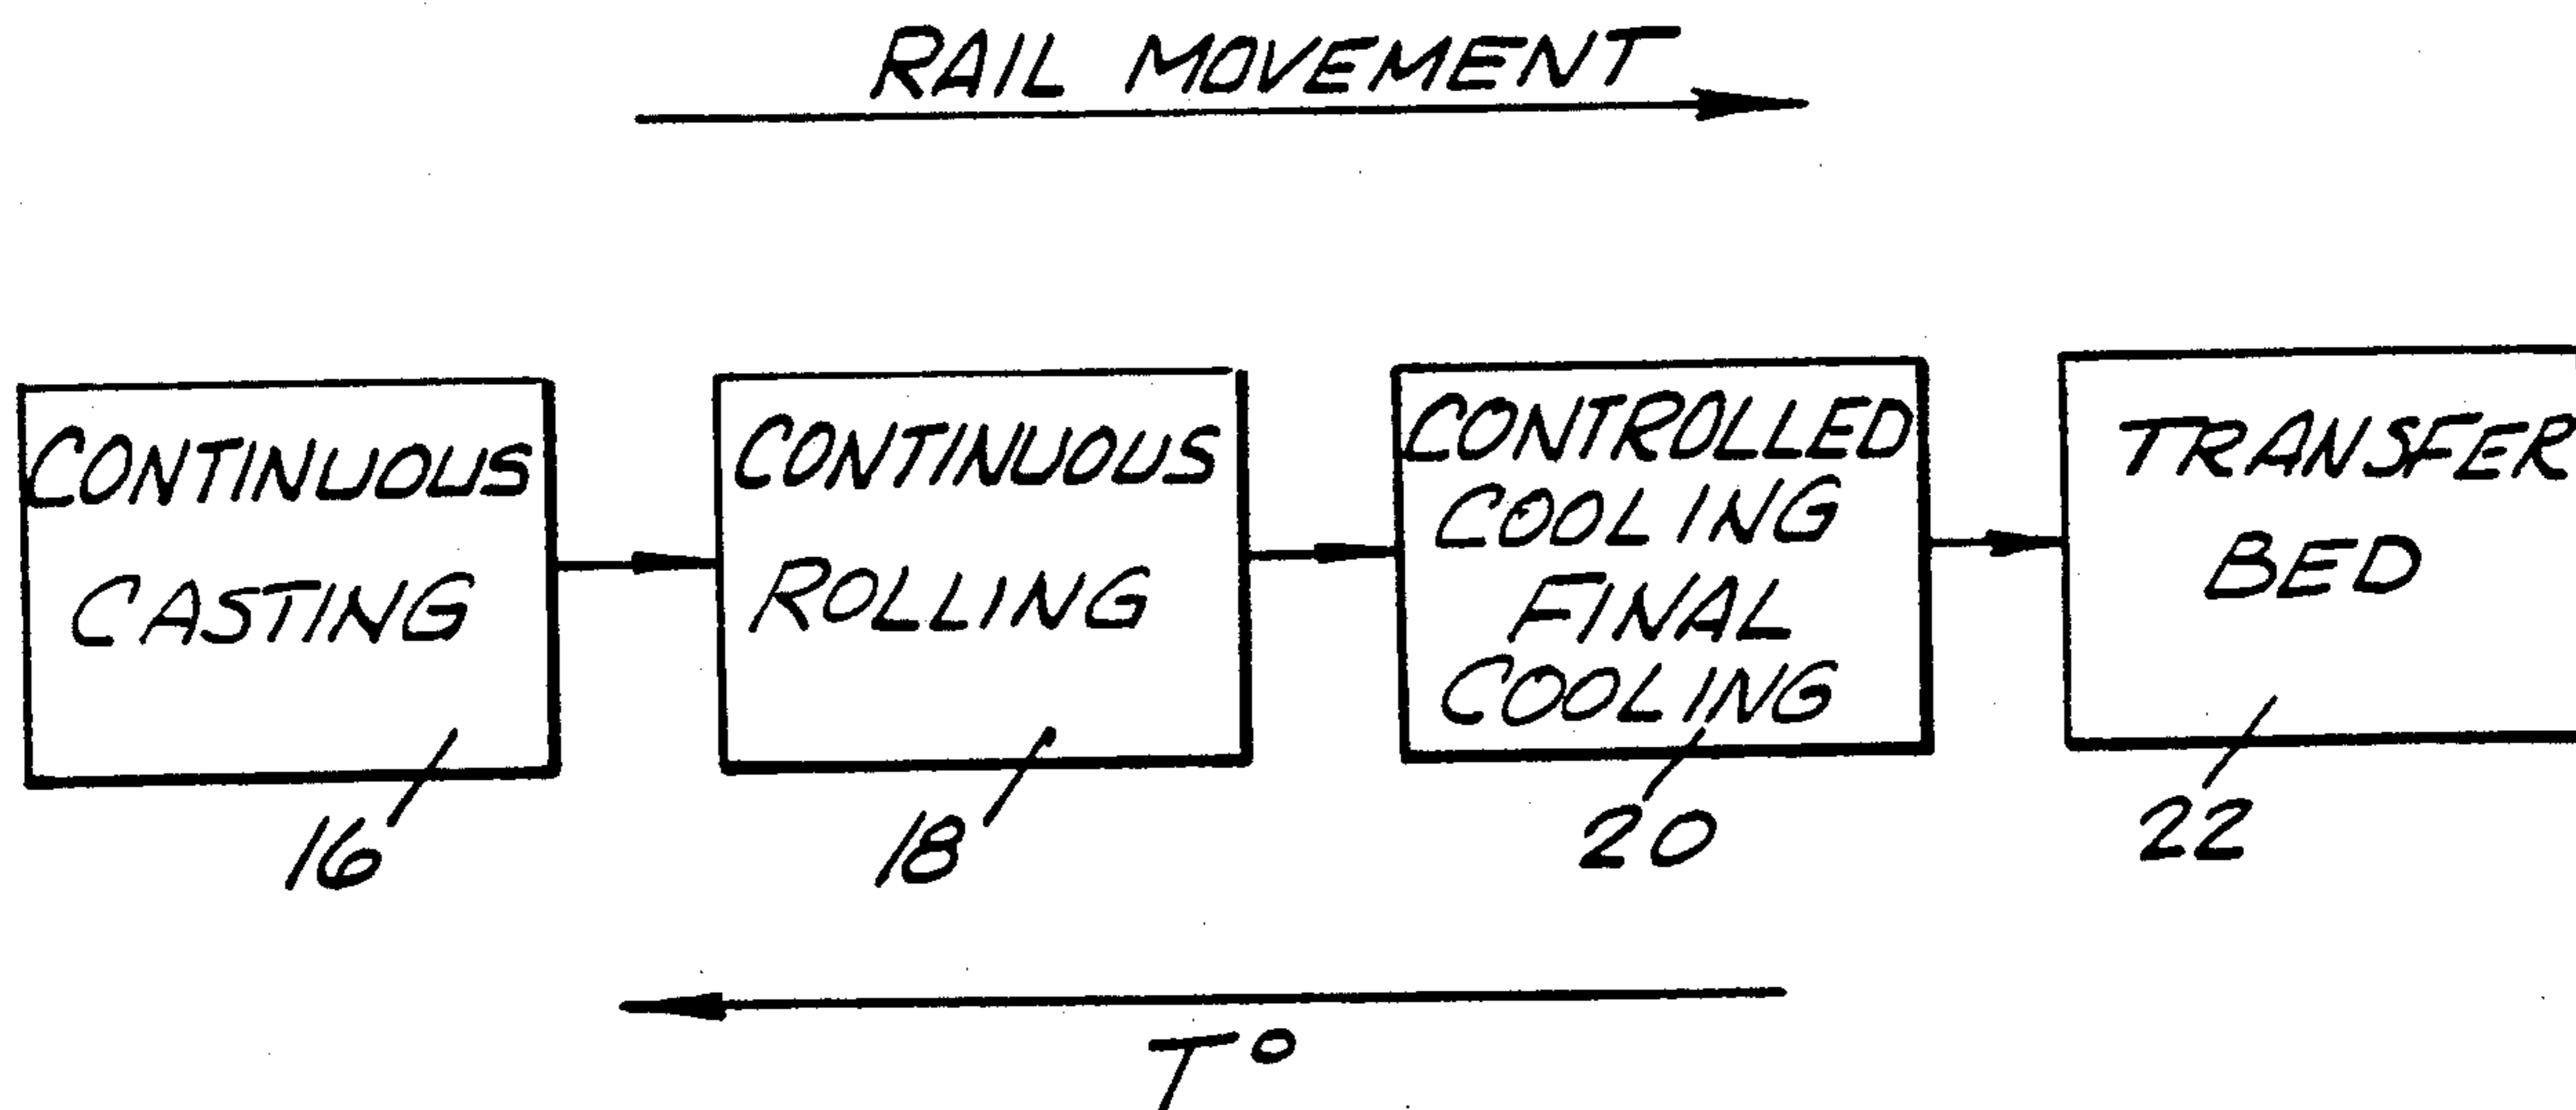 RAIL MOVEMENT
CONTINUOUS
CASTING
16
CONTINUOUS
ROLLING
18
CONTROLLED
COOLING
FINAL
COOLING
20
TRANSFER
BED
22
T°